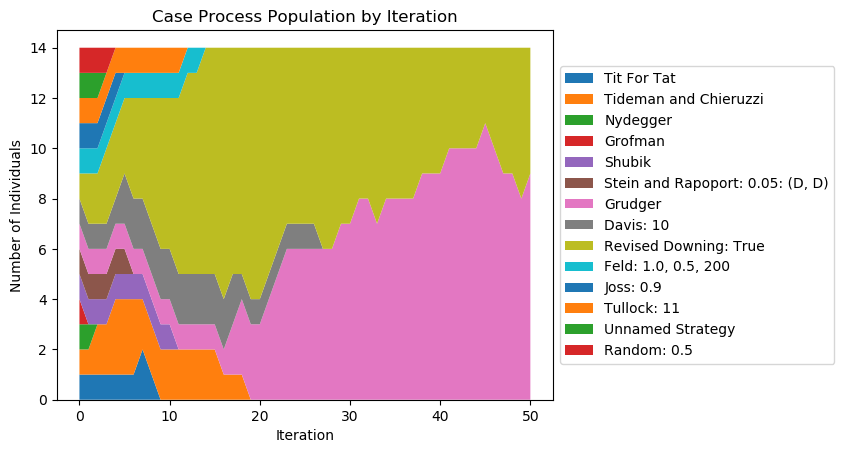 Case Process Population by Iteration
Number of Individuals
14
12
10
8
6
4
2
0
0
10
20
30
40
50
Iteration
Tit For Tat
Tideman and Chieruzzi
Nydegger
Grofman
Shubik
Stein and Rapoport: 0.05: (D, D)
Grudger
Davis: 10
Revised Downing: True
Feld: 1.0, 0.5, 200
Joss: 0.9
Tullock: 11
Unnamed Strategy
Random: 0.5